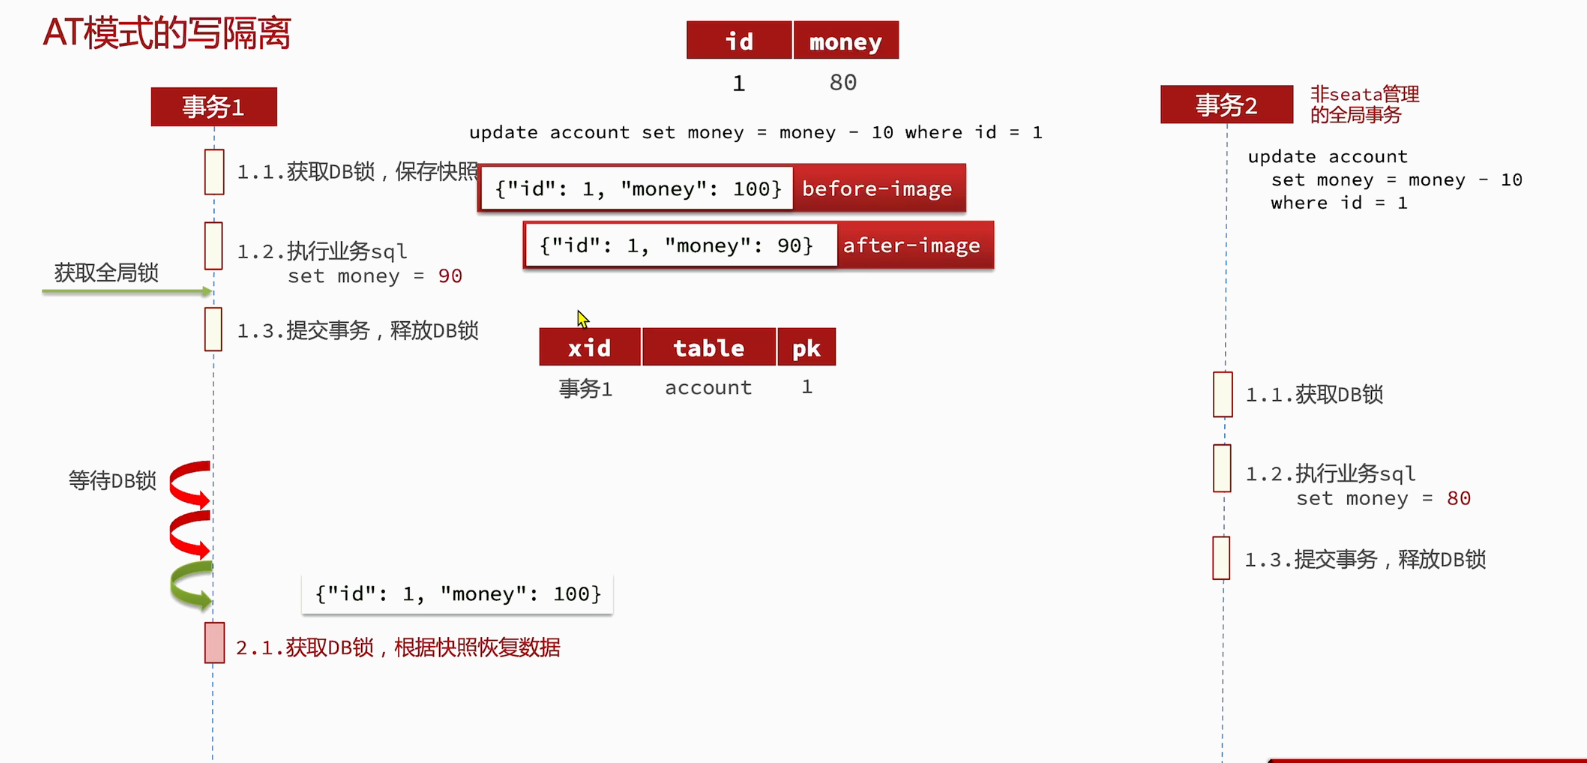 AT模式的写隔离
id money
1 80
事务1
事务2
非seata管理
的全局事务
update account set money = money - 10 where id = 1
update account
set money = money - 10
where id = 1
1.1.获取DB锁，保存快照
{"id": 1, "money": 100} before-image
1.2.执行业务sql
set money = 90
{"id": 1, "money": 90} after-image
获取全局锁
1.3.提交事务，释放DB锁
xid table pk
事务1 account 1
1.1.获取DB锁
等待DB锁
1.2.执行业务sql
set money = 80
1.3.提交事务，释放DB锁
{"id": 1, "money": 100}
2.1.获取DB锁，根据快照恢复数据